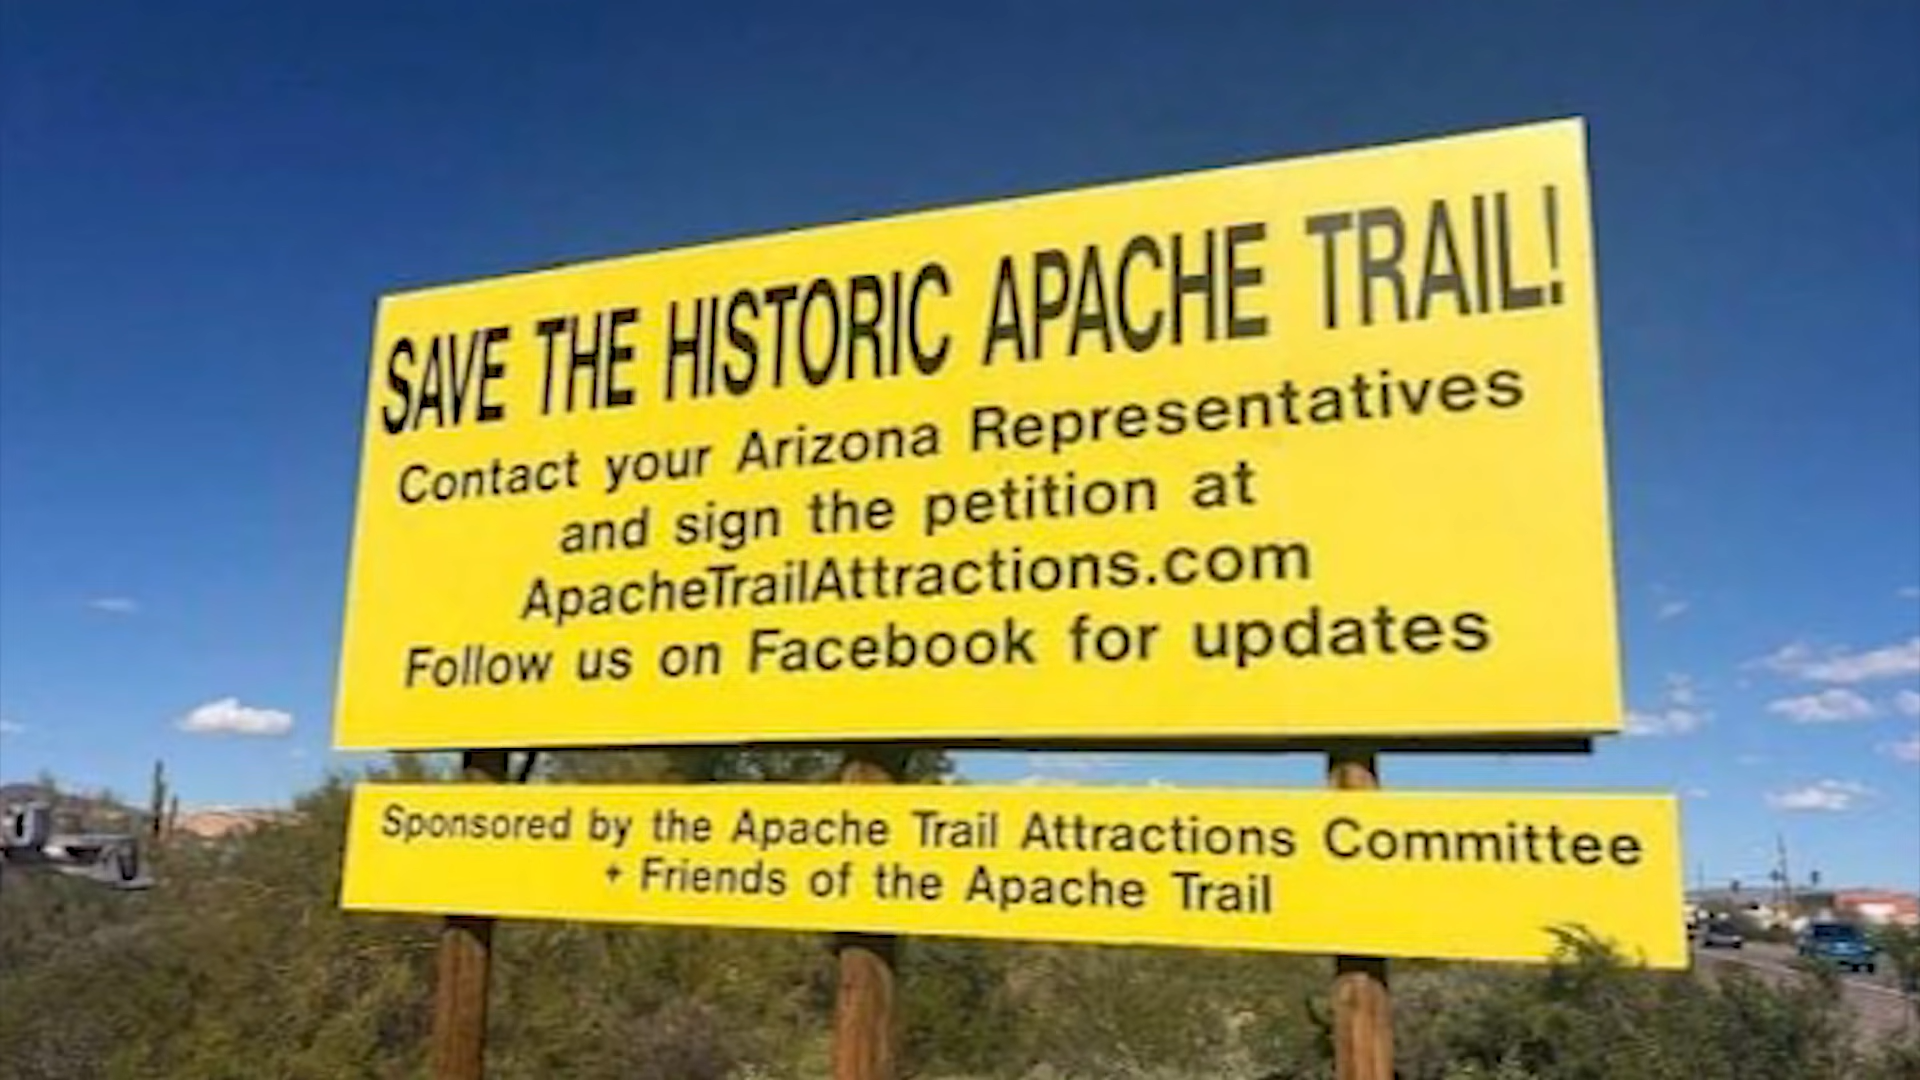 SAVE THE HISTORIC APACHE TRAIL!
Contact your Arizona Representatives
and sign the petition at
ApacheTrailAttractions.com
Follow us on Facebook for updates
Sponsored by the Apache Trail Attractions Committee
+ Friends of the Apache Trail